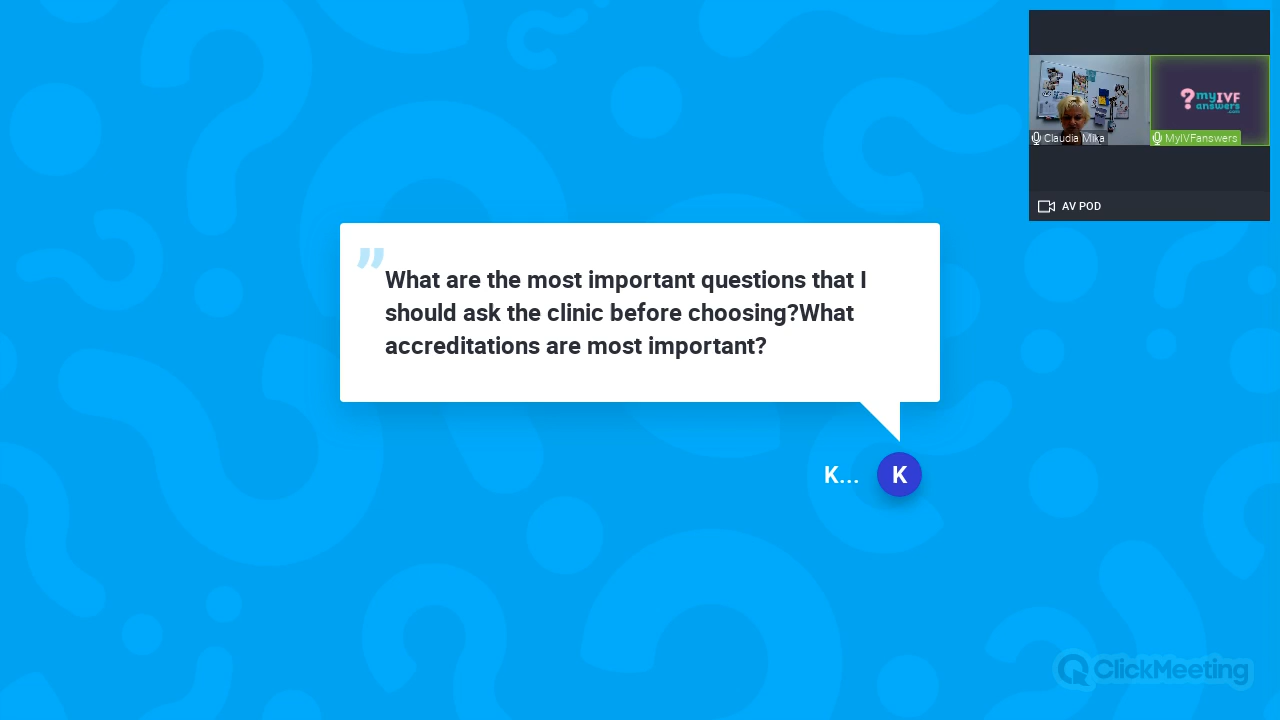 What are the most important questions that I
should ask the clinic before choosing?What
accreditations are most important?
K...
K
?myIVF
answers
.com
Claudia Mika
MyIVFanswers
AV POD
ClickMeeting